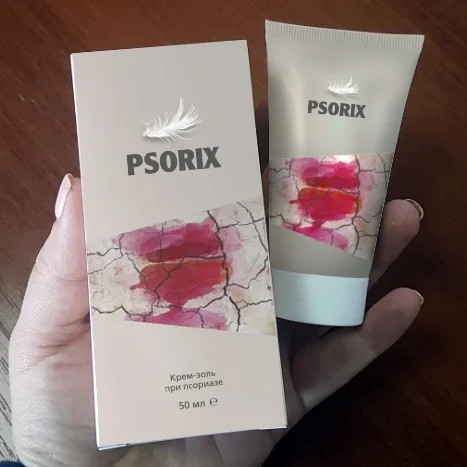 PSORIX
Крем-золь
при псориазе
50 мл ℮
PSORIX